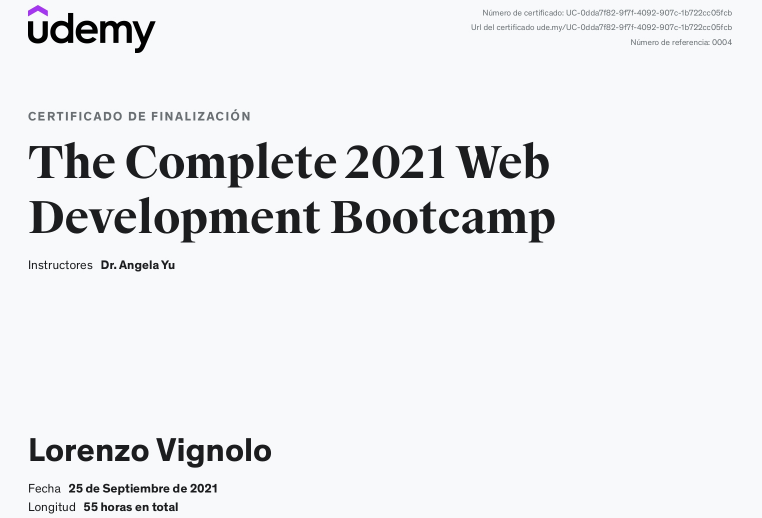 udemy
Número de certificado: UC-0dda7f82-9f7f-4092-907c-1b722cc05fcb
Url del certificado ude.my/UC-0dda7f82-9f7f-4092-907c-1b722cc05fcb
Número de referencia: 0004
CERTIFICADO DE FINALIZACIÓN
The Complete 2021 Web
Development Bootcamp
Instructores Dr. Angela Yu
Lorenzo Vignolo
Fecha 25 de Septiembre de 2021
Longitud 55 horas en total